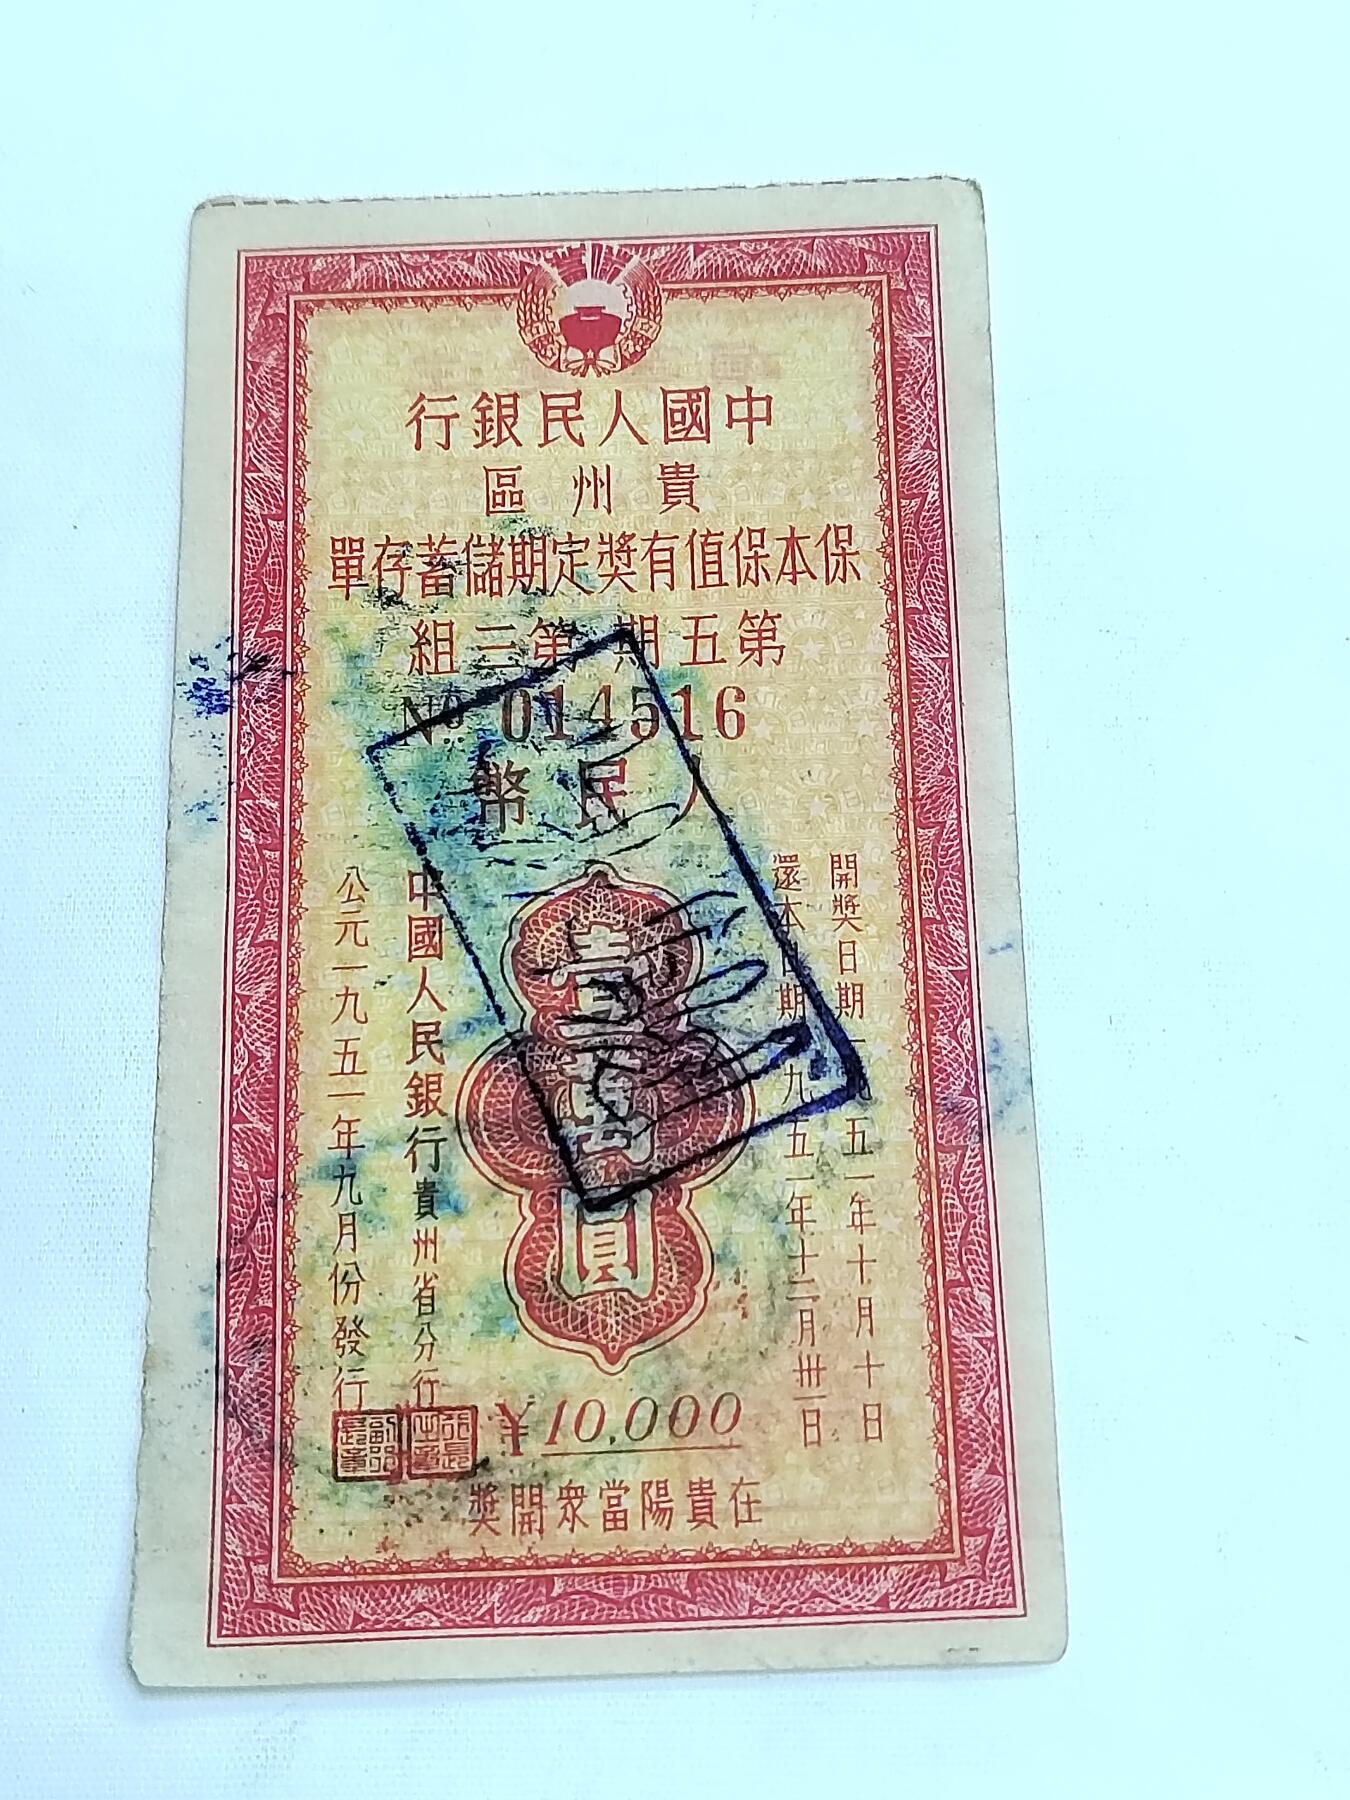 中國人民銀行
貴州區
保本保值有獎定期儲蓄存單
第五期第三組
No 014516
人民幣
壹萬圓
開獎日期一九五一年十月十日
還本日期一九五一年十二月卅一日
中國人民銀行貴州省分行
公元一九五一年九月份發行
¥10,000
在貴陽當衆開獎